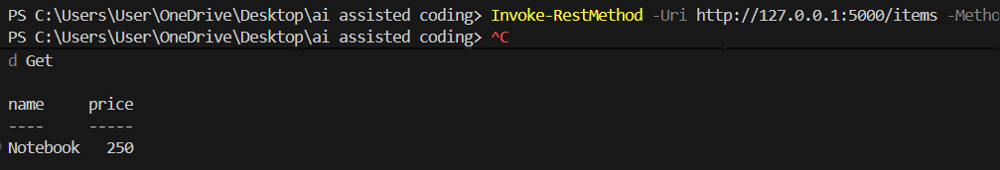 PS C:\Users\User\OneDrive\Desktop\ai assisted coding> Invoke-RestMethod -Uri http://127.0.0.1:5000/items -Metho
PS C:\Users\User\OneDrive\Desktop\ai assisted coding> ^C
d Get
name price
---- -----
Notebook 250